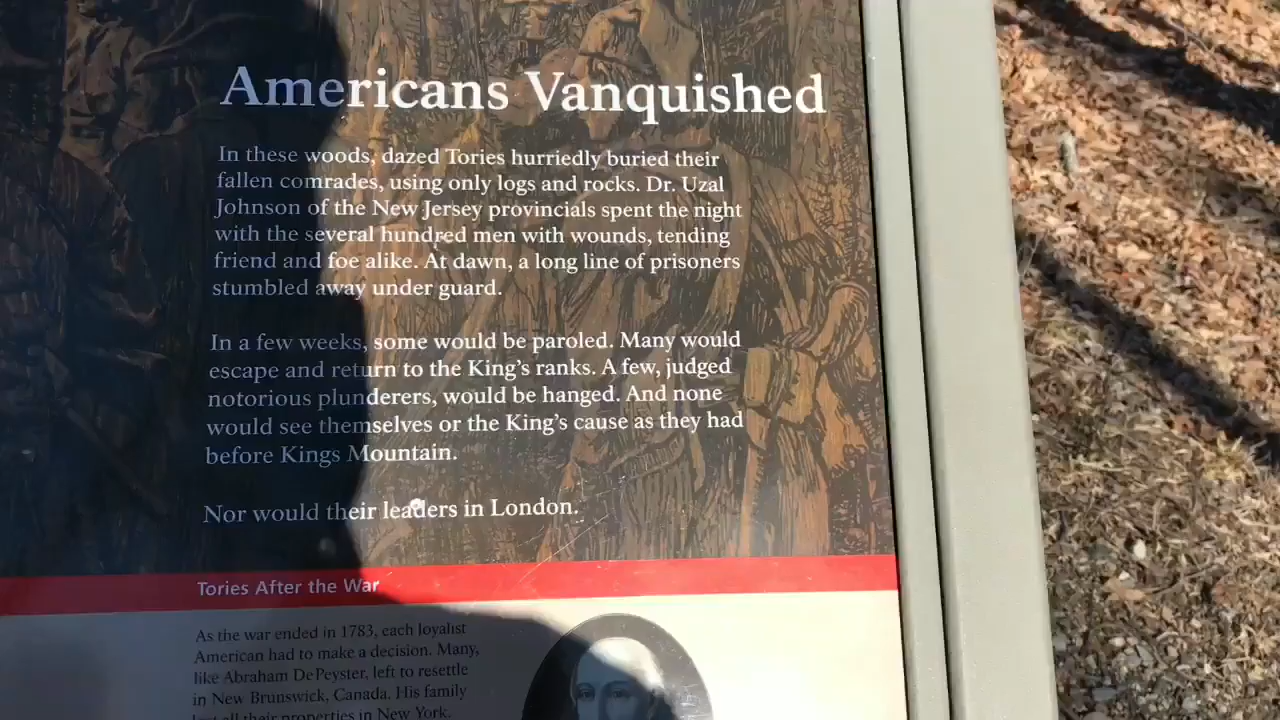 Americans Vanquished
In these woods, dazed Tories hurriedly buried their
fallen comrades, using only logs and rocks. Dr. Uzal
Johnson of the New Jersey provincials spent the night
with the several hundred men with wounds, tending
friend and foe alike. At dawn, a long line of prisoners
stumbled away under guard.
In a few weeks, some would be paroled. Many would
escape and return to the King's ranks. A few, judged
notorious plunderers, would be hanged. And none
would see themselves or the King's cause as they had
before Kings Mountain.
Nor would their leaders in London.
Tories After the War
As the war ended in 1783, each loyalist
American had to make a decision. Many,
like Abraham DePeyster, left to resettle
in New Brunswick, Canada. His family
lost all their properties in New York.